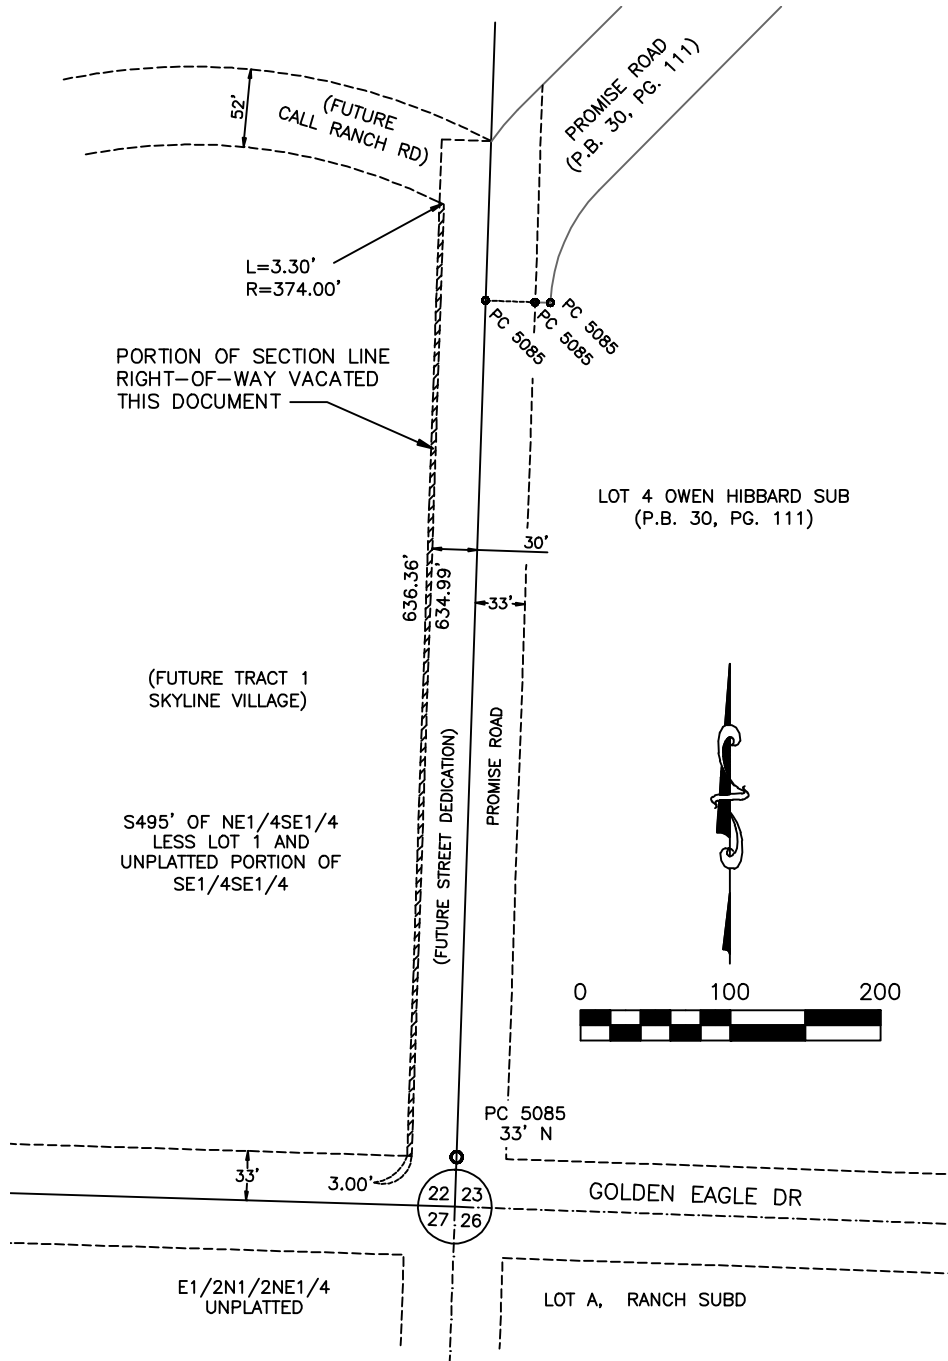 PROMISE ROAD
(P.B. 30, PG. 111)
52'
(FUTURE
CALL RANCH RD)
L=3.30'
R=374.00'
PC 5085
PC 5085
PC 5085
PORTION OF SECTION LINE
RIGHT-OF-WAY VACATED
THIS DOCUMENT
LOT 4 OWEN HIBBARD SUB
(P.B. 30, PG. 111)
30'
636.36'
634.99'
33'
(FUTURE TRACT 1
SKYLINE VILLAGE)
(FUTURE STREET DEDICATION)
PROMISE ROAD
S495' OF NE1/4SE1/4
LESS LOT 1 AND
UNPLATTED PORTION OF
SE1/4SE1/4
0 100 200
PC 5085
33' N
33'
3.00'
22 23
27 26
GOLDEN EAGLE DR
E1/2N1/2NE1/4
UNPLATTED
LOT A, RANCH SUBD